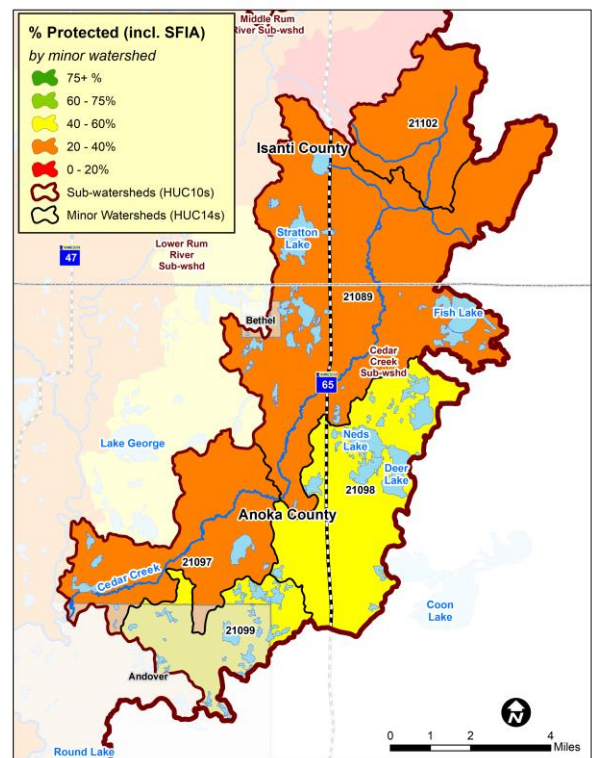 % Protected (incl. SFIA)
by minor watershed
75+ %
60 - 75%
40 - 60%
20 - 40%
0 - 20%
Sub-watersheds (HUC10s)
Minor Watersheds (HUC14s)
Middle Rum
River Sub-wshd
21102
Isanti County
Stratton
Lake
Lower Rum
River
Sub-wshd
47
21089
Fish Lake
Bethel
Cedar
Creek
Sub-wshd
65
Lake George
Neds
Lake
Deer
Lake
21098
Anoka County
21097
Cedar Creek
Coon
Lake
21099
Andover
Round Lake
N
0 1 2 4
Miles